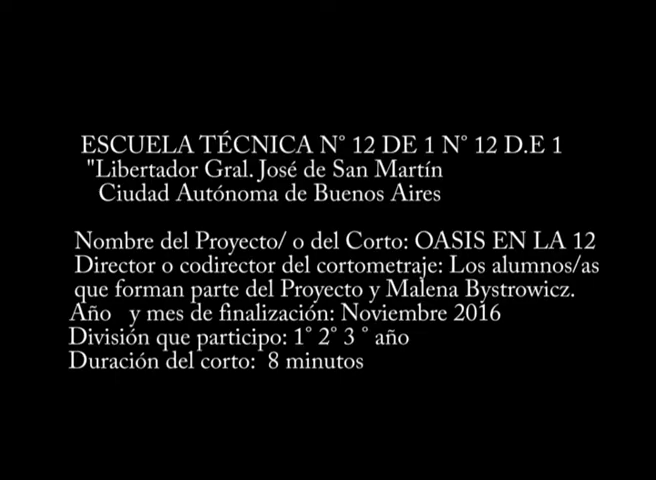 ESCUELA TÉCNICA N° 12 DE 1 N° 12 D.E 1
"Libertador Gral. José de San Martín
Ciudad Autónoma de Buenos Aires
Nombre del Proyecto/ o del Corto: OASIS EN LA 12
Director o codirector del cortometraje: Los alumnos/as
que forman parte del Proyecto y Malena Bystrowicz.
Año y mes de finalización: Noviembre 2016
División que participo: 1° 2° 3 ° año
Duración del corto: 8 minutos